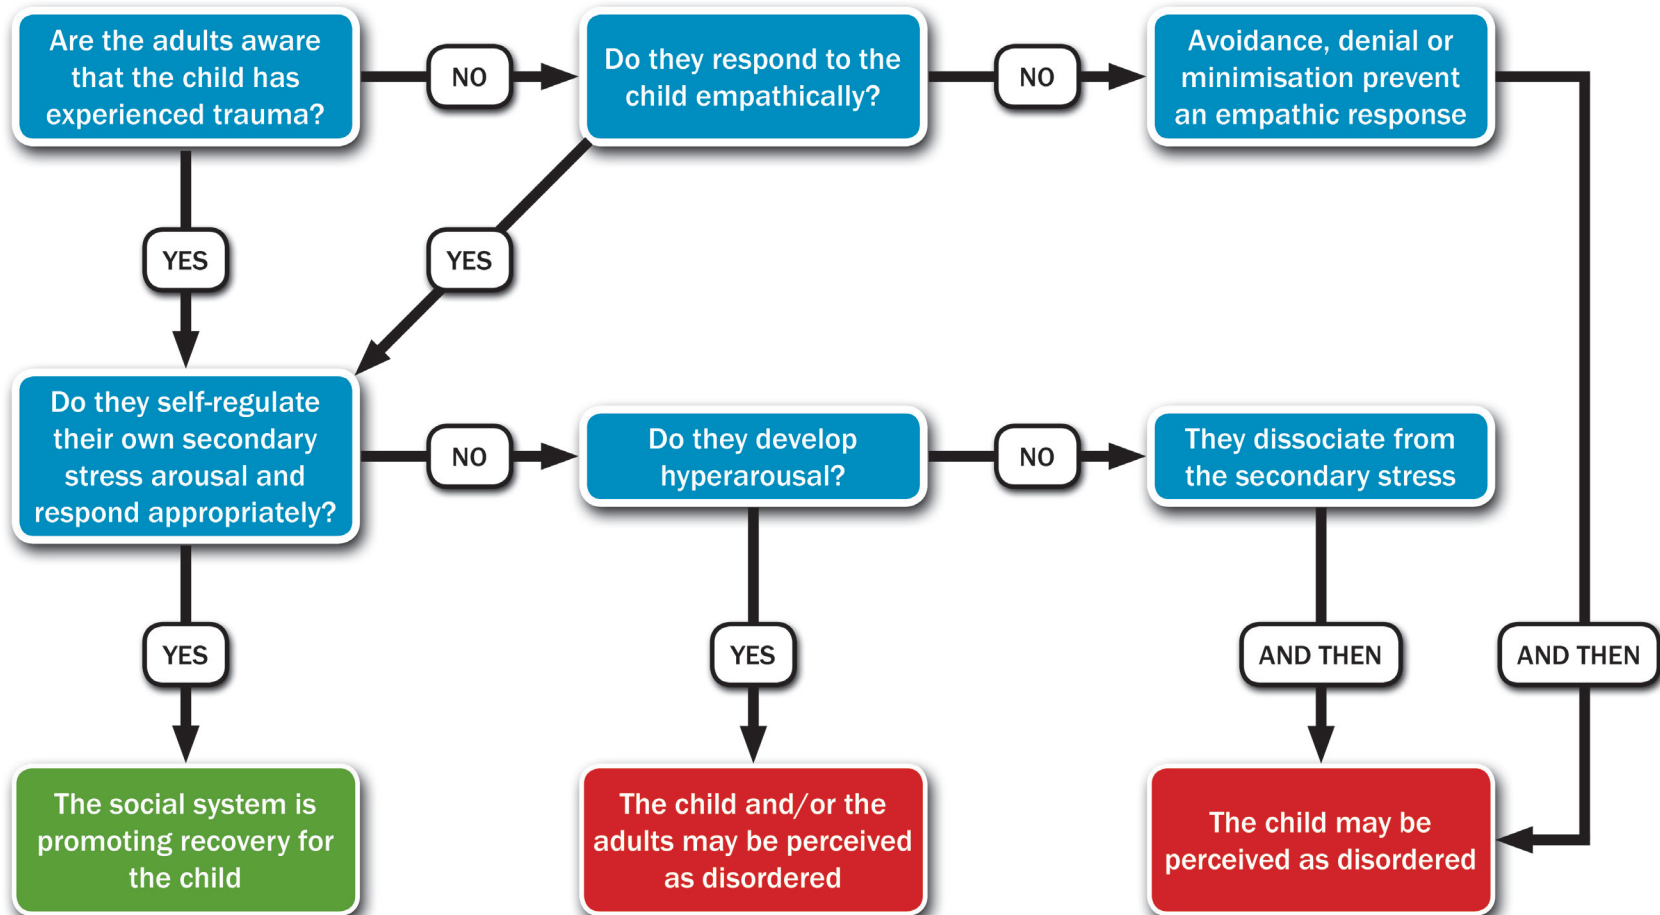 Are the adults aware
that the child has
experienced trauma?
NO
Do they respond to the
child empathically?
NO
Avoidance, denial or
minimisation prevent
an empathic response
YES
YES
Do they self-regulate
their own secondary
stress arousal and
respond appropriately?
NO
Do they develop
hyperarousal?
NO
They dissociate from
the secondary stress
YES
YES
AND THEN
AND THEN
The social system is
promoting recovery for
the child
The child and/or the
adults may be perceived
as disordered
The child may be
perceived as disordered